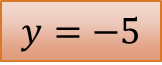 y = −5